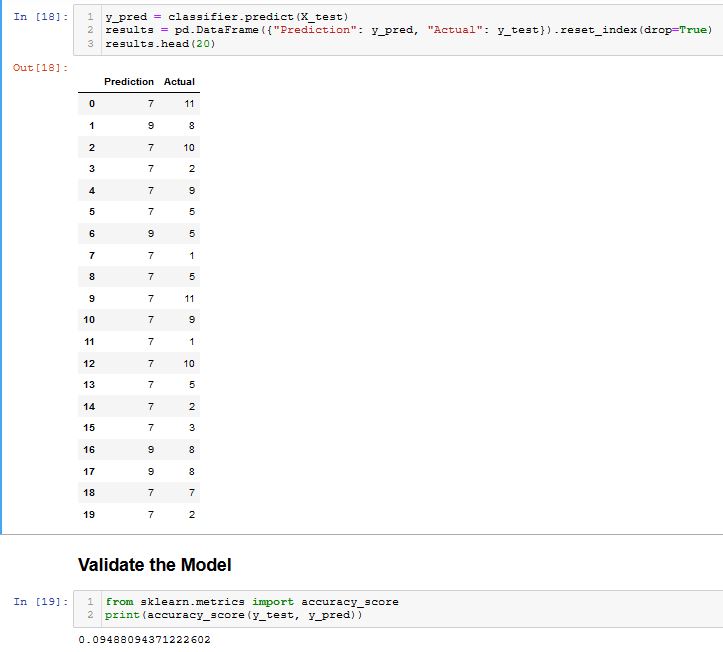 In [18]:
1 y_pred = classifier.predict(X_test)
2 results = pd.DataFrame({"Prediction": y_pred, "Actual": y_test}).reset_index(drop=True)
3 results.head(20)
Out[18]:
Prediction Actual
0 7 11
1 9 8
2 7 10
3 7 2
4 7 9
5 7 5
6 9 5
7 7 1
8 7 5
9 7 11
10 7 9
11 7 1
12 7 10
13 7 5
14 7 2
15 7 3
16 9 8
17 9 8
18 7 7
19 7 2
Validate the Model
In [19]:
1 from sklearn.metrics import accuracy_score
2 print(accuracy_score(y_test, y_pred))
0.09488094371222602